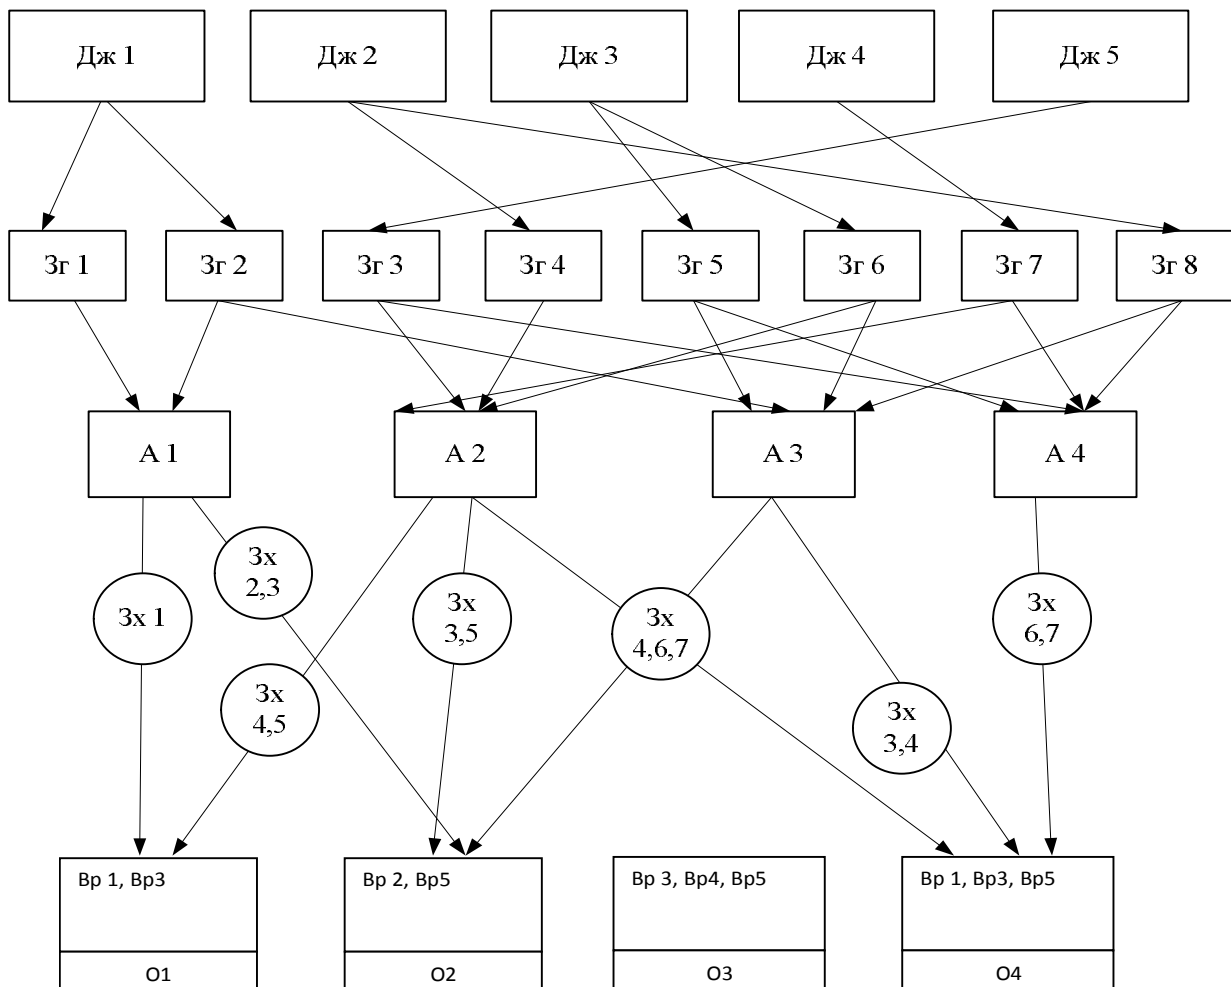 Дж 1
Дж 2
Дж 3
Дж 4
Дж 5
Зг 1
Зг 2
Зг 3
Зг 4
Зг 5
Зг 6
Зг 7
Зг 8
А 1
А 2
А 3
А 4
Зх
2,3
Зх 1
Зх
3,5
Зх
4,6,7
Зх
6,7
Зх
4,5
Зх
3,4
Вр 1, Вр3
Вр 2, Вр5
Вр 3, Вр4, Вр5
Вр 1, Вр3, Вр5
О1
О2
О3
О4